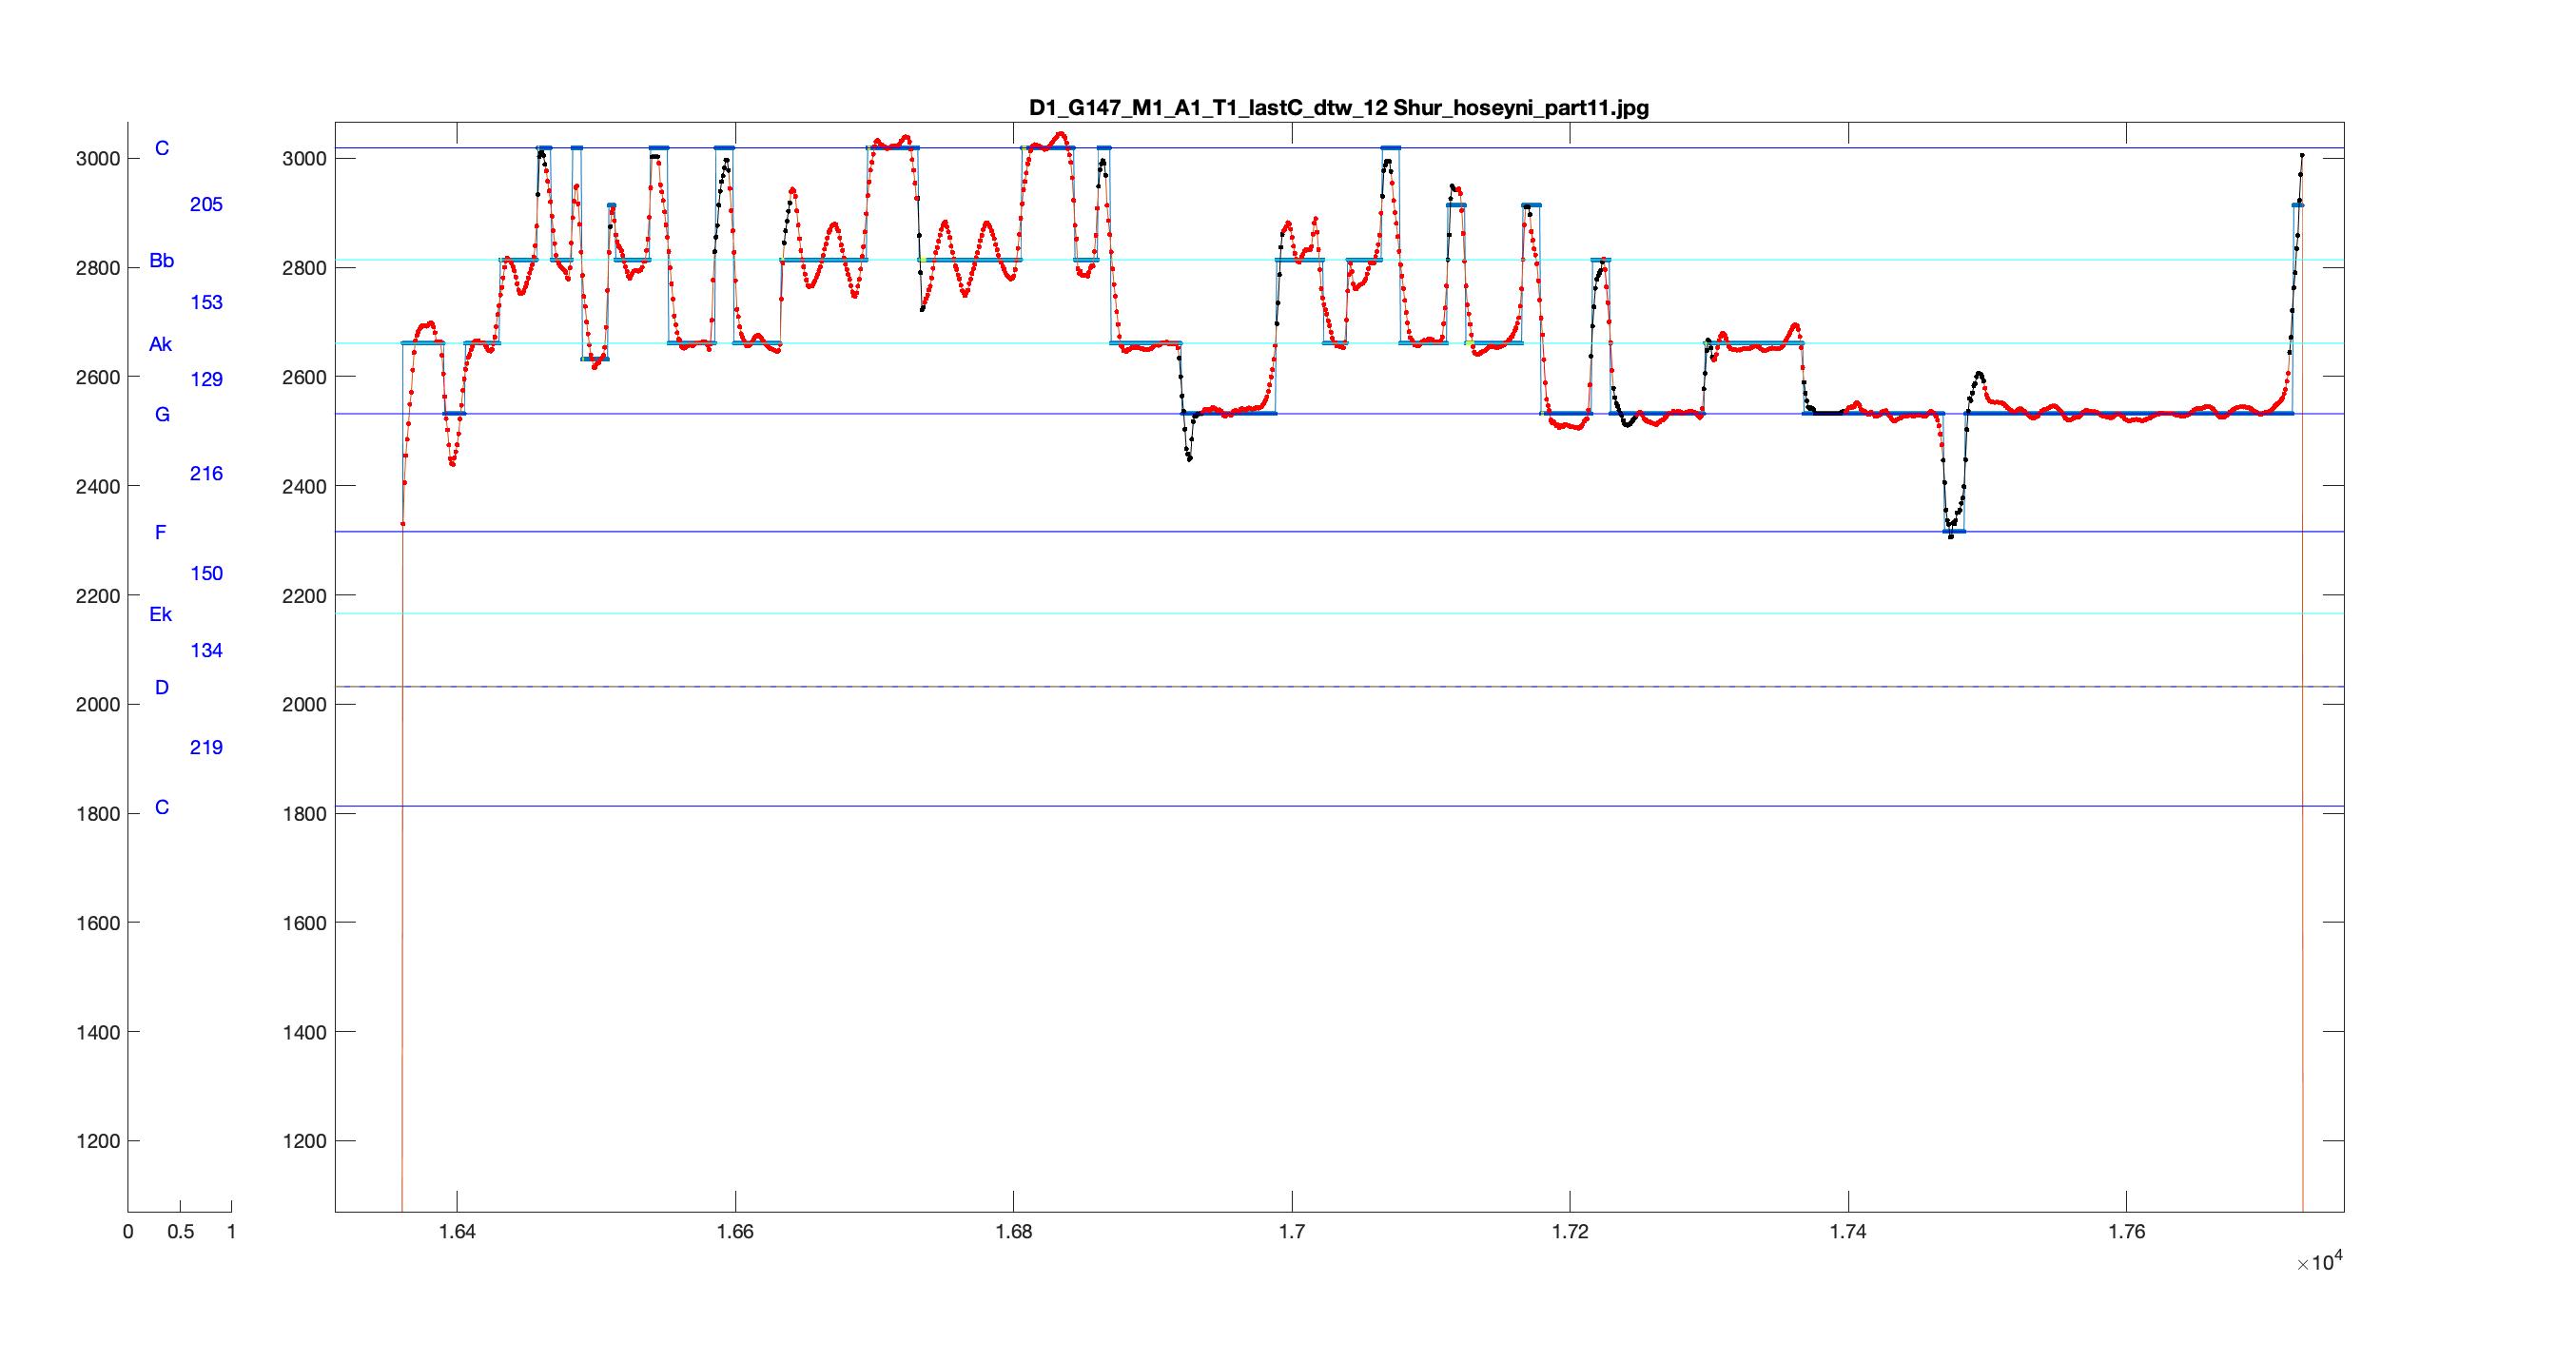 D1_G147_M1_A1_T1_lastC_dtw_12 Shur_hoseyni_part11.jpg
3000 C 3000
205
2800 Bb 2800
153
Ak
2600 129 2600
G
216
2400 2400
F
150
2200 Ek 2200
134
D
2000 2000
219
1800 C 1800
1600 1600
1400 1400
1200 1200
0 0.5 1 1.64 1.66 1.68 1.7 1.72 1.74 1.76
×10⁴